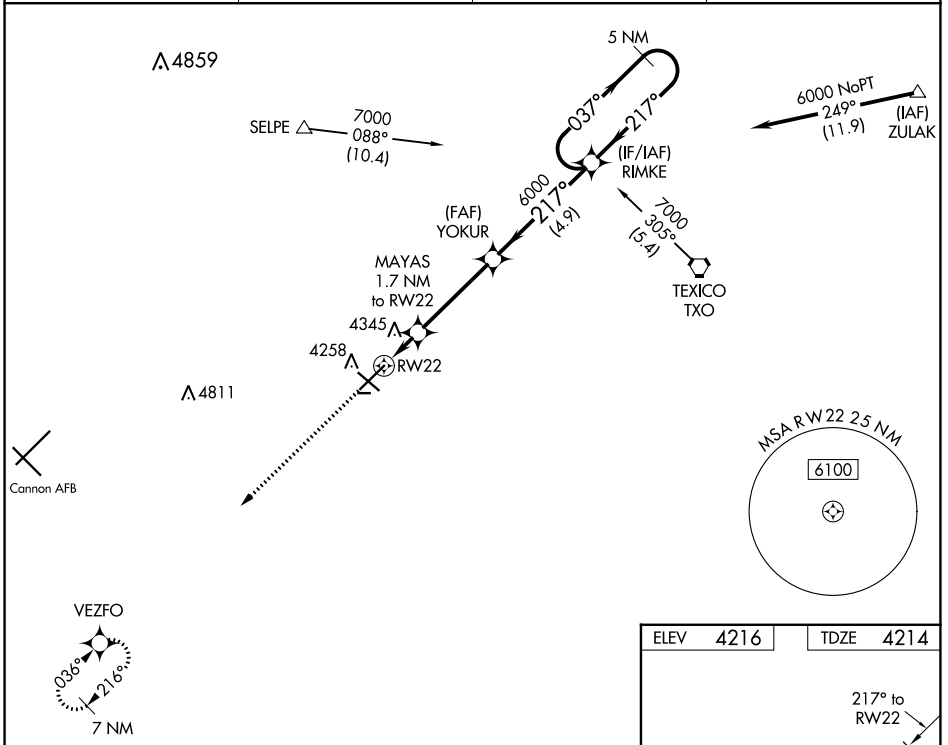 4859
5 NM
037°
217°
6000 NoPT
249°
(11.9)
(IAF)
ZULAK
SELPE
7000
088°
(10.4)
(IF/IAF)
RIMKE
6000
217°
(4.9)
(FAF)
YOKUR
7000
305°
(5.4)
TEXICO
TXO
MAYAS
1.7 NM
to RW22
4345
4258
RW22
4811
Cannon AFB
MSA RW22 25 NM
6100
VEZFO
036°
216°
7 NM
ELEV 4216
TDZE 4214
217° to
RW22